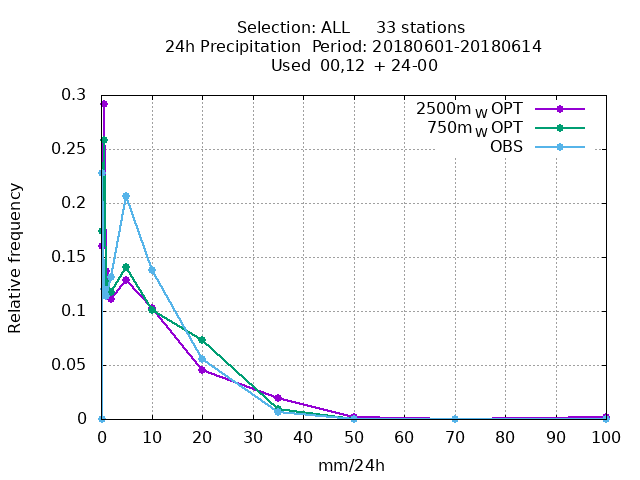 Selection: ALL 33 stations
24h Precipitation Period: 20180601-20180614
Used 00,12 + 24-00
0.3
0.25
0.2
0.15
0.1
0.05
0
Relative frequency
2500m_W OPT
750m_W OPT
OBS
0 10 20 30 40 50 60 70 80 90 100
mm/24h